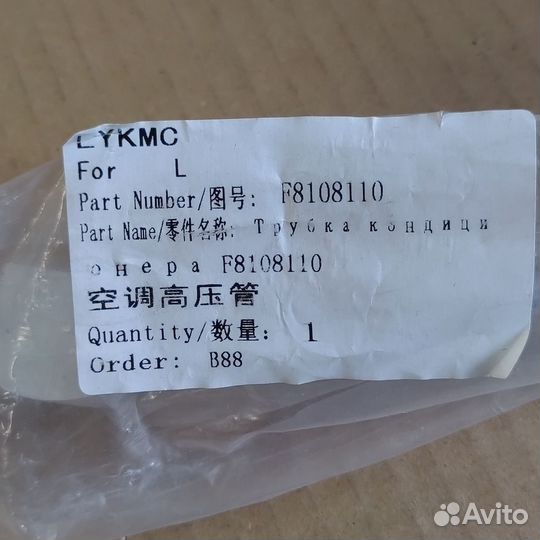 LYKMC
For L
Part Number/图号: F8108110
Part Name/零件名称: Трубка кондици
онера F8108110
空调高压管
Quantity/数量: 1
Order: B88
Avito